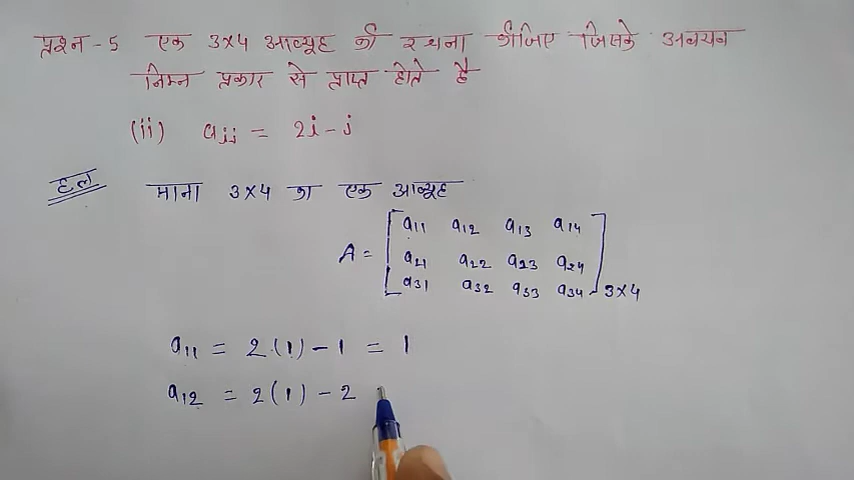 प्रश्न-5 एक 3×4 आव्यूह की रचना कीजिए जिसके अवयव
निम्न प्रकार से प्राप्त होते है
(ii) aij = 2i - j
हल माना 3×4 का एक आव्यूह
A = [ a11 a12 a13 a14
a21 a22 a23 a24
a31 a32 a33 a34 ] 3×4
a11 = 2(1) - 1 = 1
a12 = 2(1) - 2